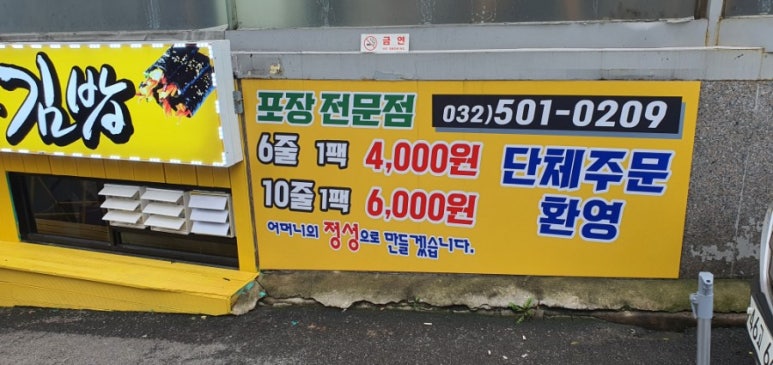 금연
NO SMOKING
김밥
포장 전문점 032)501-0209
6줄 1팩 4,000원
10줄 1팩 6,000원
단체주문
환영
어머니의 정성으로 만들겠습니다.